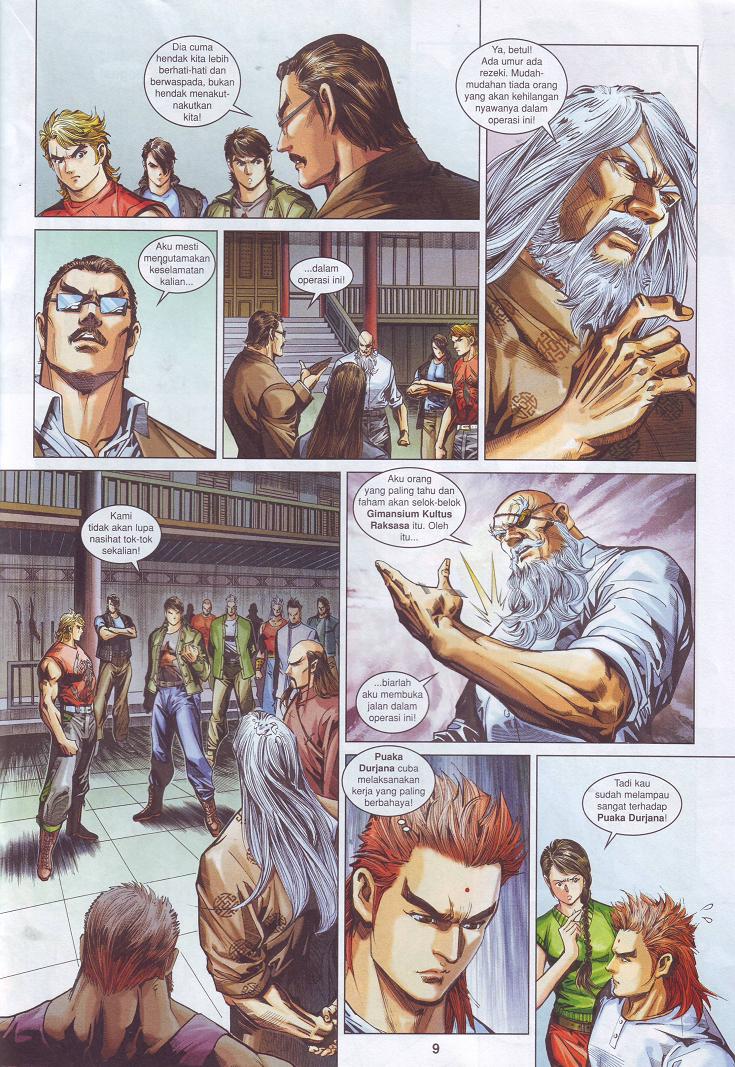 Dia cuma
hendak kita lebih
berhati-hati dan
berwaspada, bukan
hendak menakut-
nakutkan
kita!
Ya, betul!
Ada umur ada
rezeki. Mudah-
mudahan tiada orang
yang akan kehilangan
nyawanya dalam
operasi ini!
Aku mesti
mengutamakan
keselamatan
kalian...
...dalam
operasi ini!
Kami
tidak akan lupa
nasihat tok-tok
sekalian!
Aku orang
yang paling tahu dan
faham akan selok-belok
Gimansium Kultus
Raksasa itu. Oleh
itu...
...biarlah
aku membuka
jalan dalam
operasi ini!
Puaka
Durjana cuba
melaksanakan
kerja yang paling
berbahaya!
Tadi kau
sudah melampau
sangat terhadap
Puaka Durjana!
9